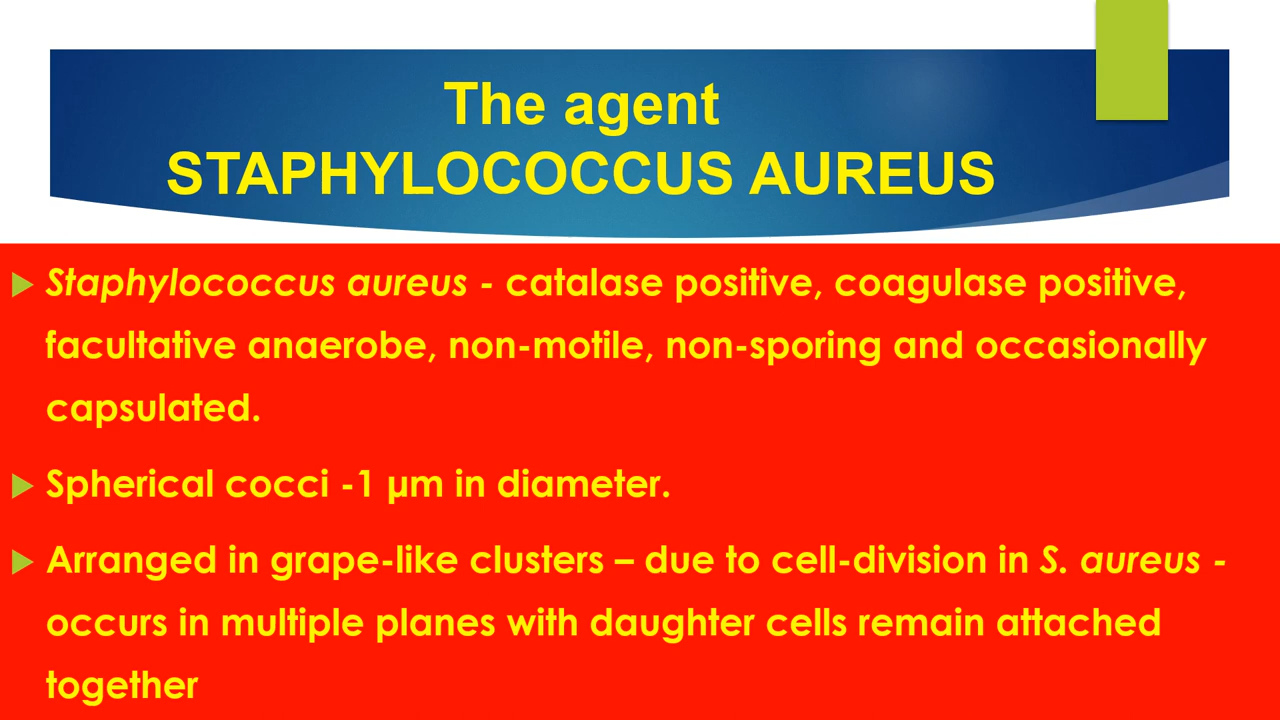 The agent
STAPHYLOCOCCUS AUREUS
Staphylococcus aureus - catalase positive, coagulase positive,
facultative anaerobe, non-motile, non-sporing and occasionally
capsulated.
Spherical cocci -1 µm in diameter.
Arranged in grape-like clusters – due to cell-division in S. aureus -
occurs in multiple planes with daughter cells remain attached
together